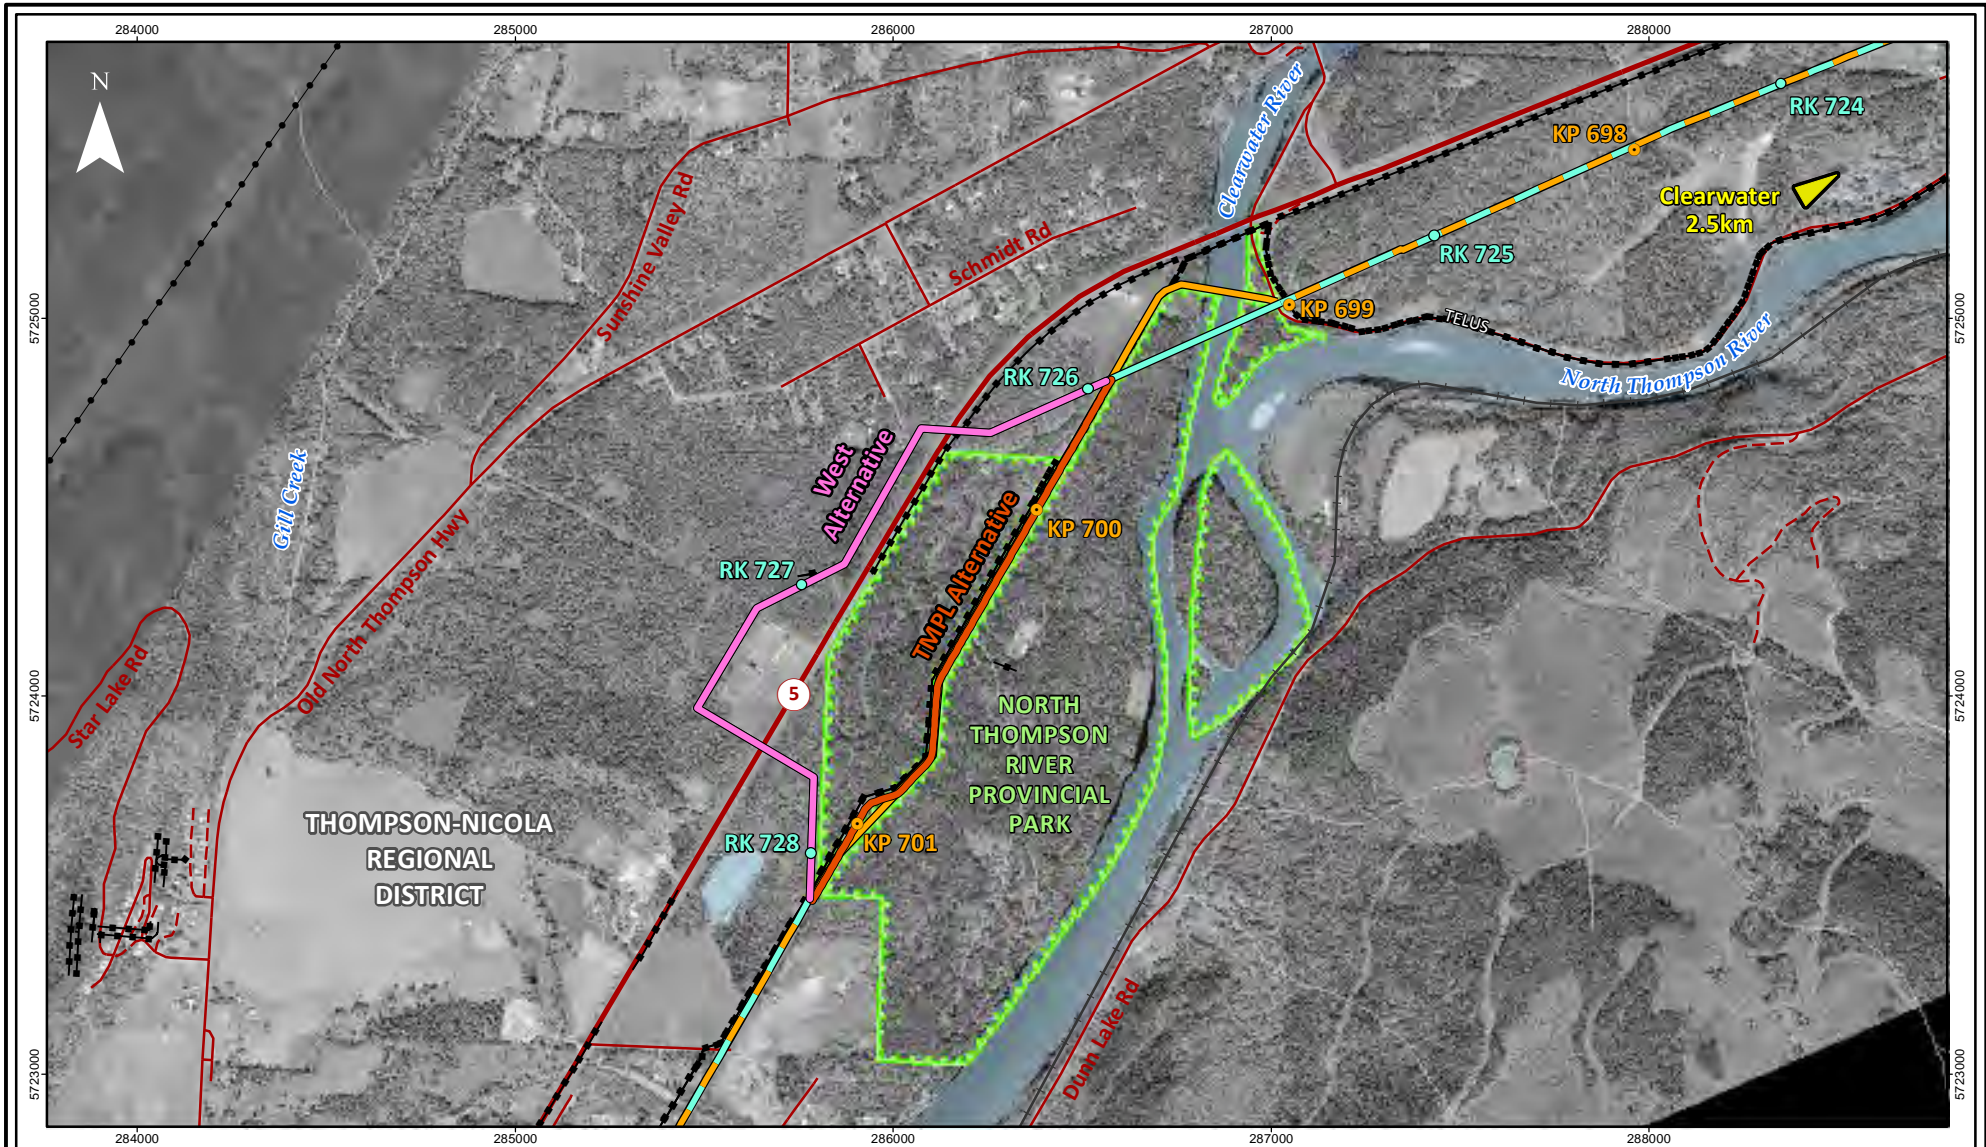 284000
285000
286000
287000
288000
N
Clearwater River
RK 724
KP 698
Clearwater
2.5km
Sunshine Valley Rd
Schmidt Rd
RK 725
KP 699
TELUS
5725000
5725000
North Thompson River
RK 726
West
Alternative
Gill Creek
KP 700
TMPL Alternative
RK 727
Old North Thompson Hwy
Star Lake Rd
5
5724000
5724000
NORTH
THOMPSON
RIVER
PROVINCIAL
PARK
THOMPSON-NICOLA
REGIONAL
DISTRICT
RK 728
KP 701
Dunn Lake Rd
5723000
5723000
284000
285000
286000
287000
288000